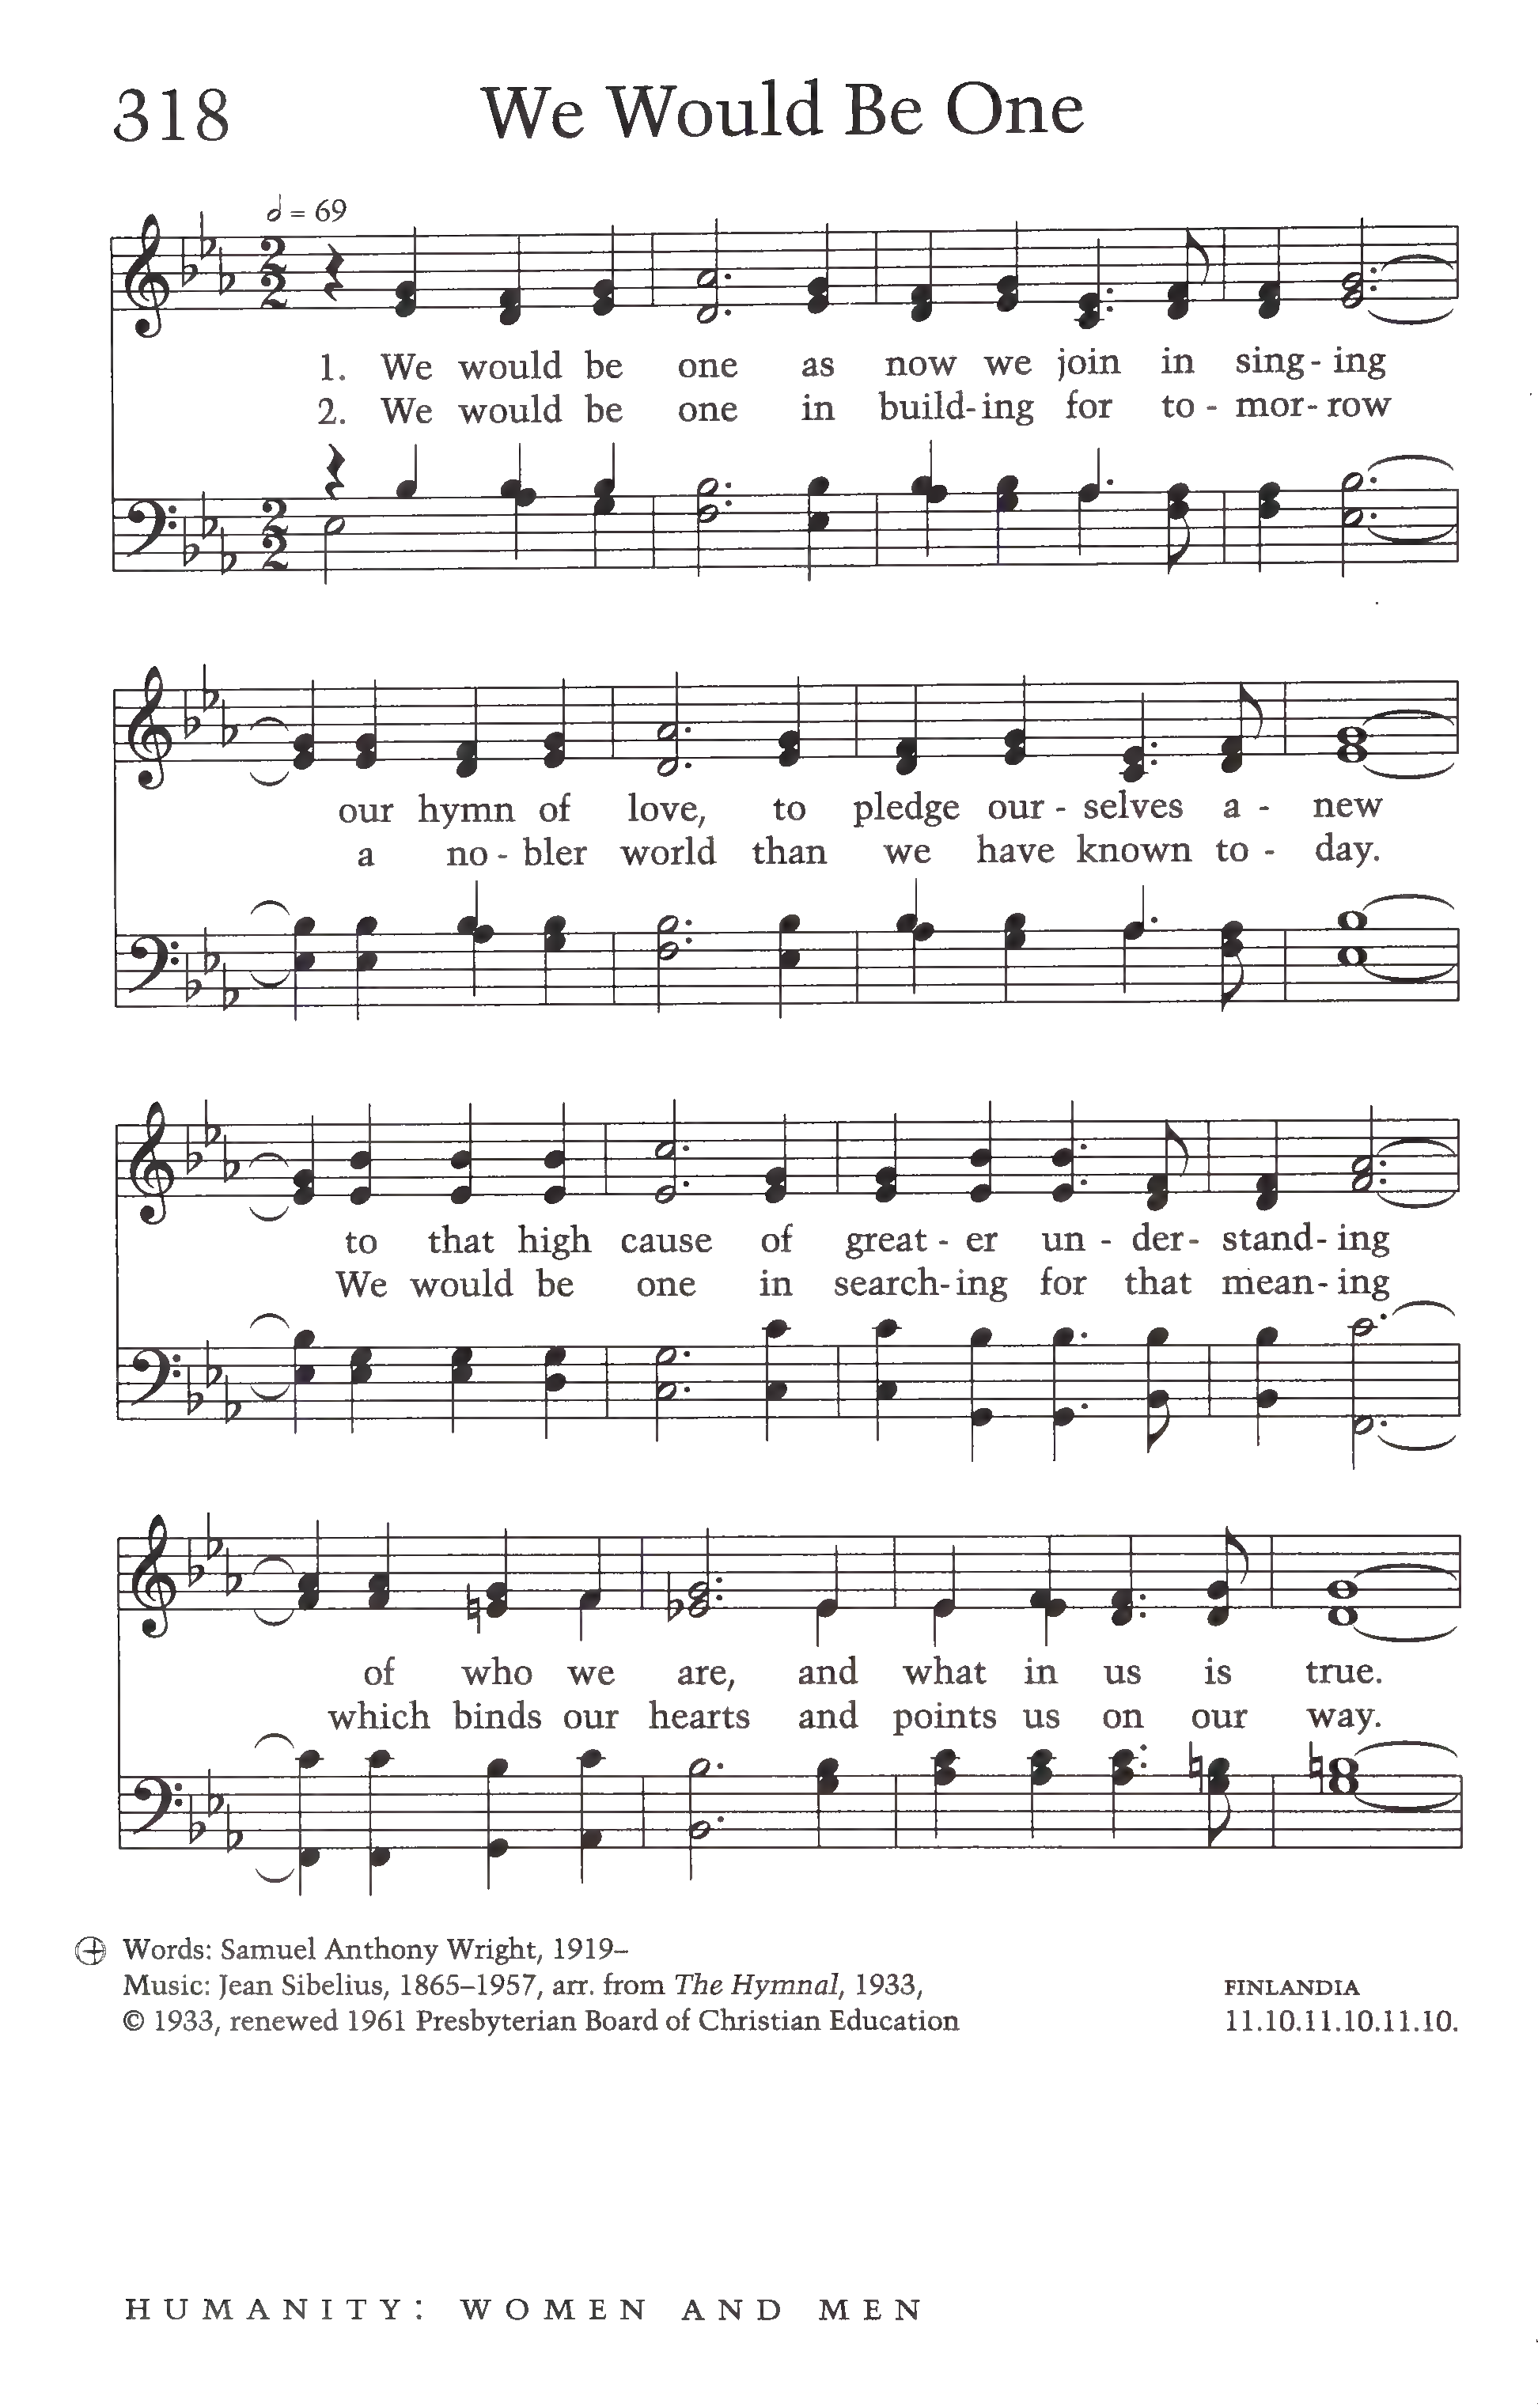 318 We Would Be One
= 69
1. We would be one as now we join in sing- ing
2. We would be one in build- ing for to - mor- row
our hymn of love, to pledge our - selves a - new
a no - bler world than we have known to - day.
to that high cause of great - er un - der- stand- ing
We would be one in search- ing for that mean- ing
of who we are, and what in us is true.
which binds our hearts and points us on our way.
Words: Samuel Anthony Wright, 1919–
Music: Jean Sibelius, 1865–1957, arr. from The Hymnal, 1933, FINLANDIA
© 1933, renewed 1961 Presbyterian Board of Christian Education 11.10.11.10.11.10.
HUMANITY: WOMEN AND MEN